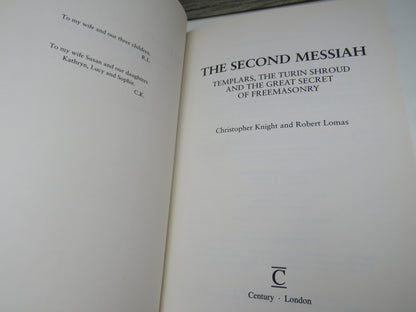 To my wife and our three children,
R.L.
To my wife Susan and our daughters
Kathryn, Lucy and Sophie,
C.K.
THE SECOND MESSIAH
TEMPLARS, THE TURIN SHROUD
AND THE GREAT SECRET
OF FREEMASONRY
Christopher Knight and Robert Lomas
C
Century · London